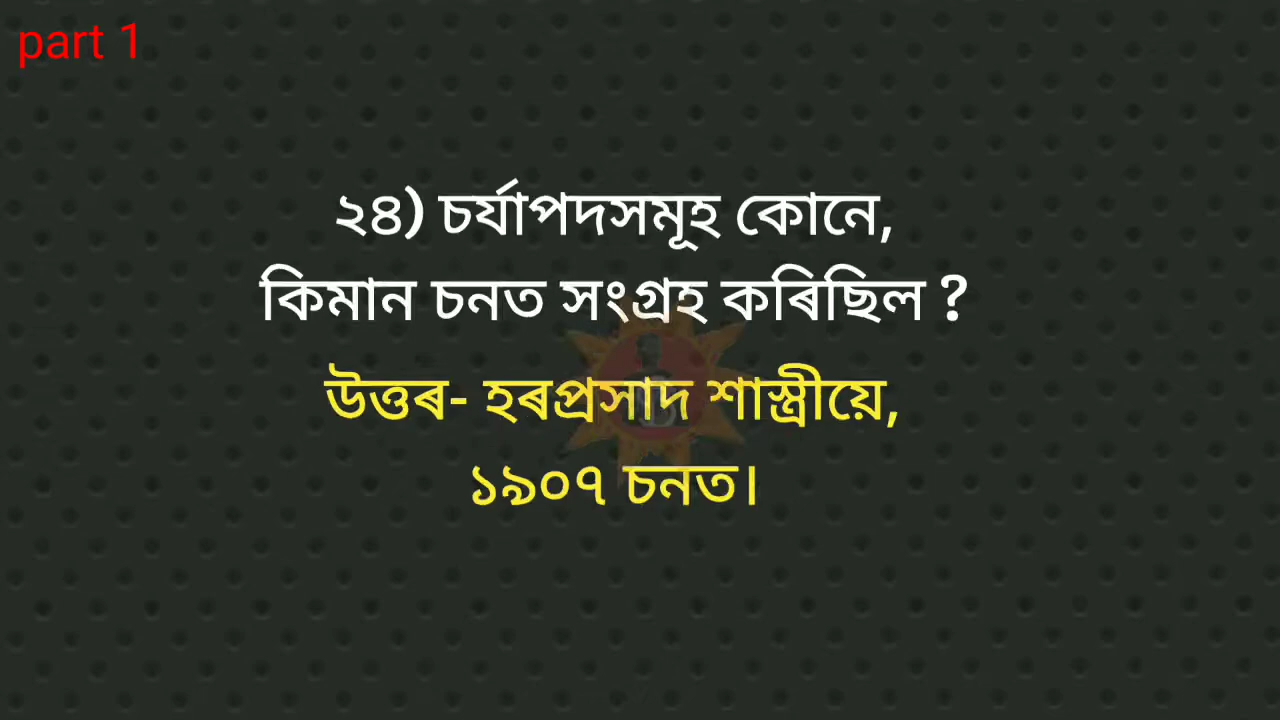 part 1
২৪) চৰ্যাপদসমূহ কোনে,
কিমান চনত সংগ্ৰহ কৰিছিল ?
উত্তৰ- হৰপ্ৰসাদ শাস্ত্ৰীয়ে,
১৯০৭ চনত।